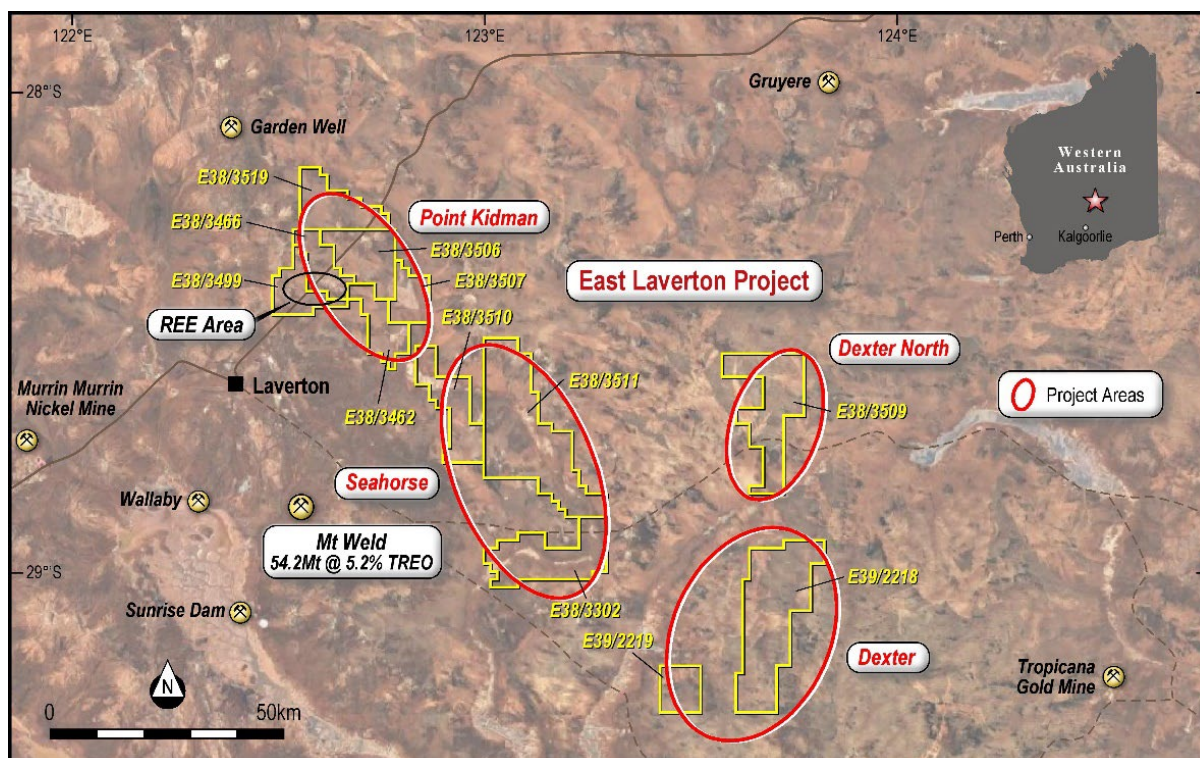 122°E
123°E
124°E
28°S
Gruyere
Garden Well
Western
Australia
Perth
Kalgoorlie
E38/3519
E38/3466
Point Kidman
E38/3506
E38/3499
E38/3507
East Laverton Project
REE Area
E38/3510
Dexter North
Laverton
E38/3511
Project Areas
Murrin Murrin
Nickel Mine
E38/3462
E38/3509
Seahorse
Wallaby
Mt Weld
54.2Mt @ 5.2% TREO
29°S
E39/2218
Sunrise Dam
E38/3302
E39/2219
Dexter
Tropicana
Gold Mine
N
0
50km